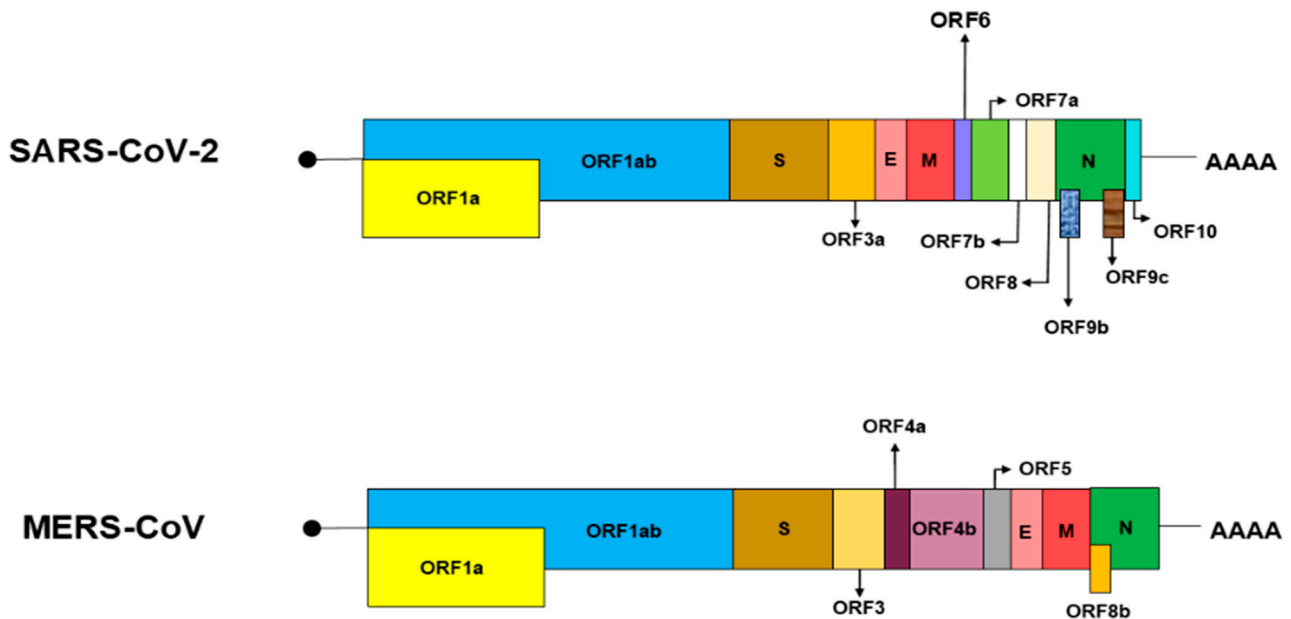 ORF6
ORF7a
SARS-CoV-2
ORF1ab
S
E
M
N
AAAA
ORF1a
ORF3a
ORF7b
ORF10
ORF8
ORF9c
ORF9b
ORF4a
ORF5
MERS-CoV
ORF1ab
S
ORF4b
E
M
N
AAAA
ORF1a
ORF3
ORF8b